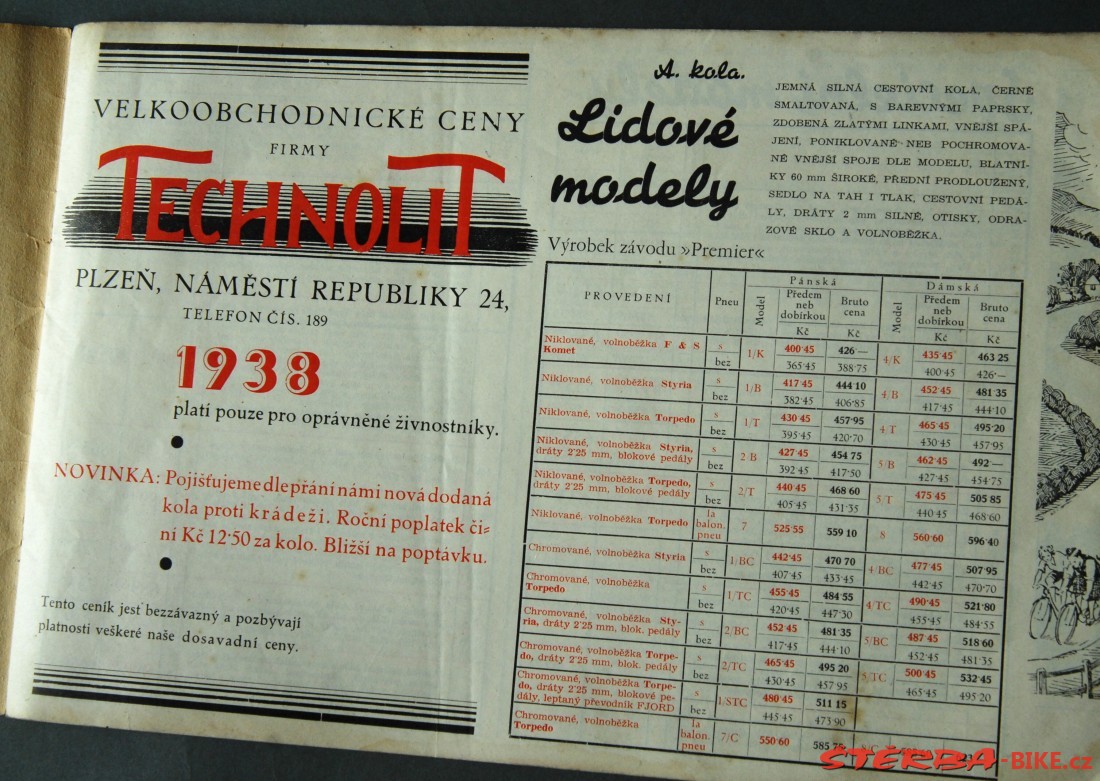 VELKOOBCHODNICKÉ CENY
FIRMY
TECHNOLIT
PLZEŇ, NÁMĚSTÍ REPUBLIKY 24,
TELEFON ČÍS. 189
1938
platí pouze pro oprávněné živnostníky.
NOVINKA: Pojišťujeme dle přání námi nová dodaná
kola proti krádeži. Roční poplatek či-
ní Kč 12·50 za kolo. Bližší na poptávku.
Tento ceník jest bezzávazný a pozbývají
platnosti veškeré naše dosavadní ceny.
A. kola.
Lidové
modely
JEMNÁ SILNÁ CESTOVNÍ KOLA, ČERNĚ
SMALTOVANÁ, S BAREVNÝMI PAPRSKY,
ZDOBENÁ ZLATÝMI LINKAMI, VNĚJŠÍ SPÁ-
JENÍ, PONIKLOVANÉ NEB POCHROMOVA-
NÉ VNĚJŠÍ SPOJE DLE MODELU, BLATNÍ-
KY 60 mm ŠIROKÉ, PŘEDNÍ PRODLOUŽENÝ,
SEDLO NA TAH I TLAK, CESTOVNÍ PEDÁ-
LY, DRÁTY 2 mm SILNÉ, OTISKY, ODRA-
ZOVÉ SKLO A VOLNOBĚŽKA.
Výrobek závodu »Premier«
PROVEDENÍ Pneu Pánská Dámská
Model Předem neb dobírkou Bruto cena Model Předem neb dobírkou Bruto cena
Kč Kč Kč Kč
Niklované, volnoběžka F & S Komet s 1/K 400·45 426·— 4/K 435·45 463·25
bez 365·45 388·75 400·45 426·—
Niklované, volnoběžka Styria s 1/B 417·45 444·10 4/B 452·45 481·35
bez 382·45 406·85 417·45 444·10
Niklované, volnoběžka Torpedo s 1/T 430·45 457·95 4/T 465·45 495·20
bez 395·45 420·70 430·45 457·95
Niklované, volnoběžka Styria, dráty 2·25 mm, blokové pedály s 2/B 427·45 454·75 5/B 462·45 492·—
bez 392·45 417·50 427·45 454·75
Niklované, volnoběžka Torpedo, dráty 2·25 mm, blokové pedály s 2/T 440·45 468·60 5/T 475·45 505·85
bez 405·45 431·35 440·45 468·60
Niklované, volnoběžka Torpedo Ia balon. pneu 7 525·55 559·10 8 560·60 596·40
Chromované, volnoběžka Styria s 1/BC 442·45 470·70 4/BC 477·45 507·95
bez 407·45 433·45 442·45 470·70
Chromované, volnoběžka Torpedo s 1/TC 455·45 484·55 4/TC 490·45 521·80
bez 420·45 447·30 455·45 484·55
Chromované, volnoběžka Styria, dráty 2·25 mm, blok. pedály s 2/BC 452·45 481·35 5/BC 487·45 518·60
bez 417·45 444·10 452·45 481·35
Chromované, volnoběžka Torpedo, dráty 2·25 mm, blok. pedály s 2/TC 465·45 495·20 5/TC 500·45 532·45
bez 430·45 457·95 465·45 495·20
Chromované, volnoběžka Torpedo, dráty 2·25 mm, blokové pedály, leptaný převodník FJORD s 1/STC 480·45 511·15
bez 445·45 473·90
Chromované, volnoběžka Torpedo Ia balon. pneu 7/C 550·60 585·75
ŠTĚRBA-BIKE.cz